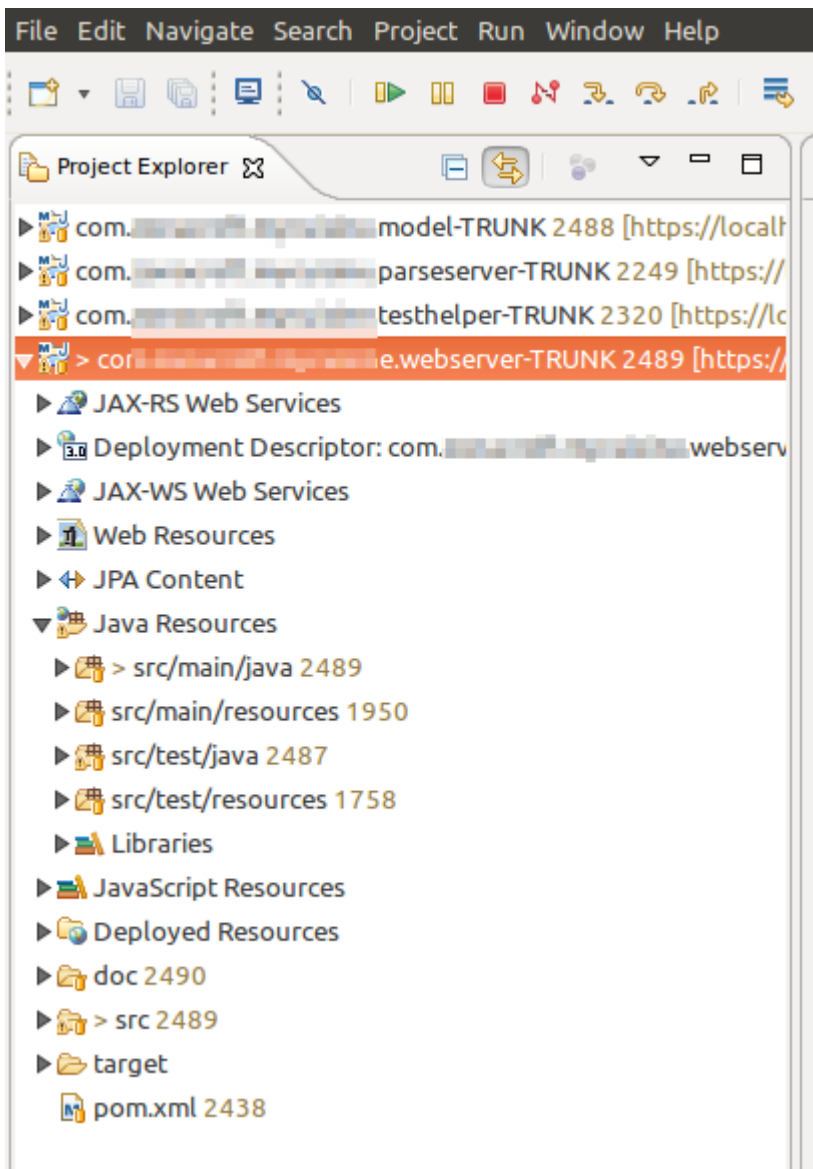 File Edit Navigate Search Project Run Window Help
Project Explorer
com. model-TRUNK 2488 [https://localh
com. parseserver-TRUNK 2249 [https://
com. testhelper-TRUNK 2320 [https://lo
> com e.webserver-TRUNK 2489 [https://
JAX-RS Web Services
3.0 Deployment Descriptor: com. webserv
JAX-WS Web Services
Web Resources
JPA Content
Java Resources
> src/main/java 2489
src/main/resources 1950
src/test/java 2487
src/test/resources 1758
Libraries
JavaScript Resources
Deployed Resources
doc 2490
> src 2489
target
pom.xml 2438